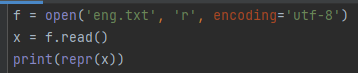 f = open('eng.txt', 'r', encoding='utf-8')
x = f.read()
print(repr(x))